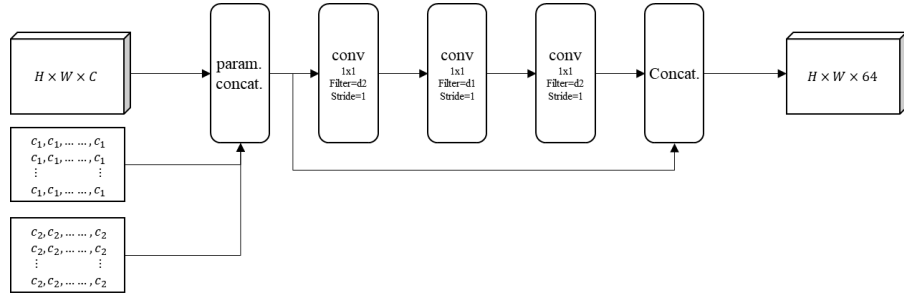 H × W × C
param.
concat.
conv
1x1
Filter=d2
Stride=1
conv
1x1
Filter=d1
Stride=1
conv
1x1
Filter=d2
Stride=1
Concat.
H × W × 64
c₁, c₁, … … , c₁
c₁, c₁, … … , c₁
⋮ ⋮
c₁, c₁, … … , c₁
c₂, c₂, … … , c₂
c₂, c₂, … … , c₂
⋮ ⋮
c₂, c₂, … … , c₂